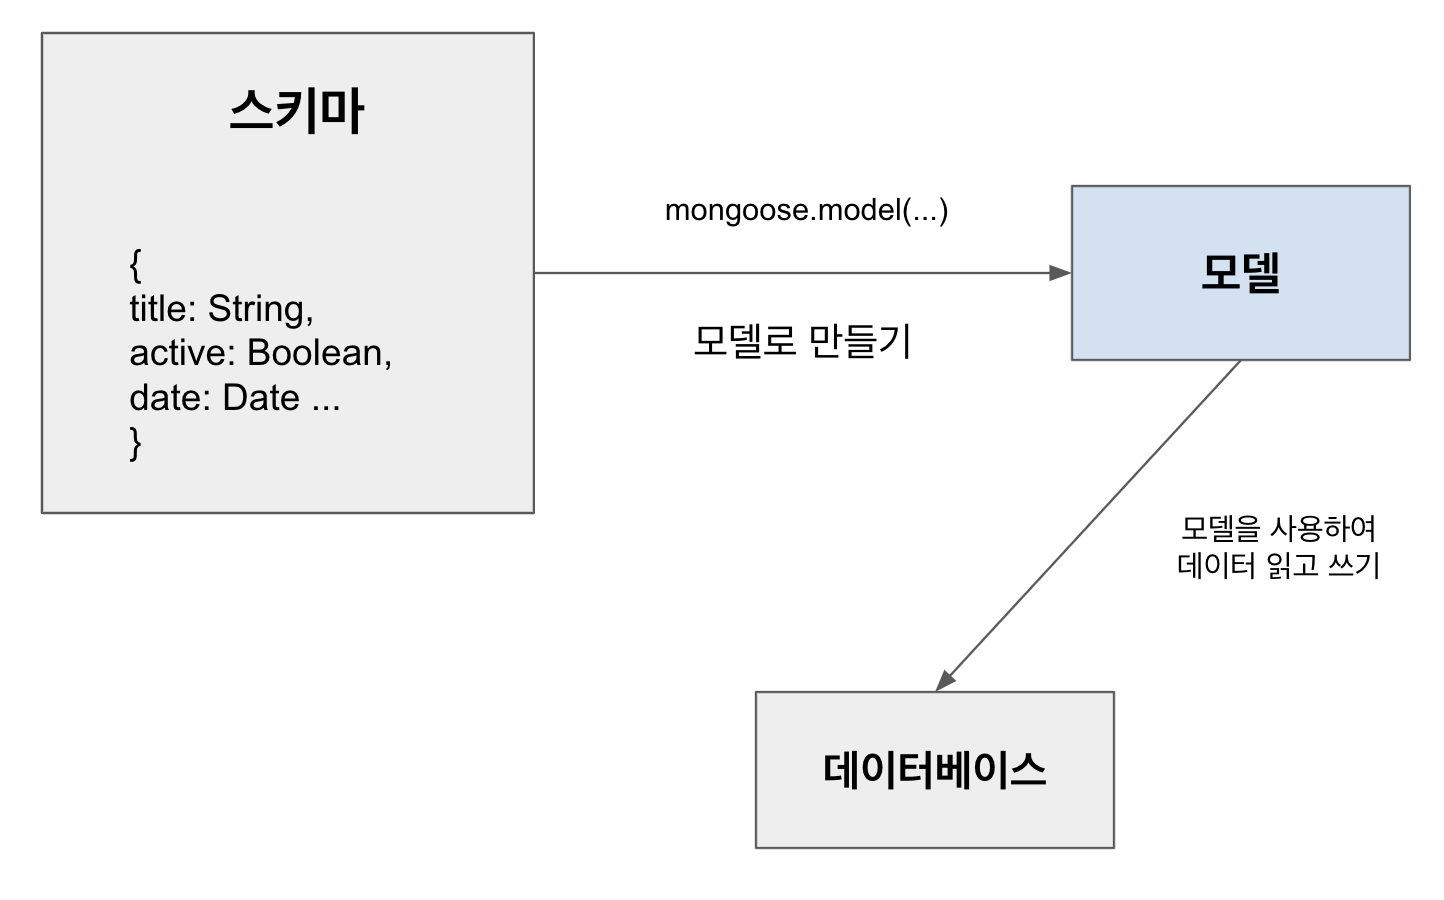 스키마
{
title: String,
active: Boolean,
date: Date ...
}
mongoose.model(...)
모델로 만들기
모델
모델을 사용하여
데이터 읽고 쓰기
데이터베이스